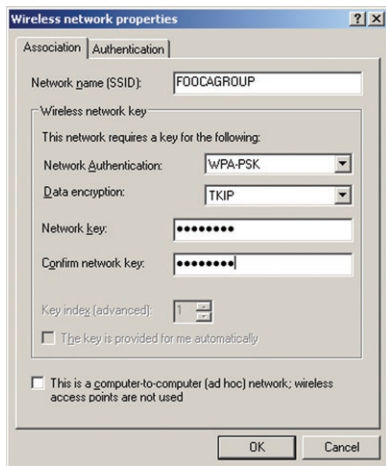 Wireless network properties
Association Authentication
Network name (SSID): FOOCAGROUP
Wireless network key
This network requires a key for the following:
Network Authentication: WPA-PSK
Data encryption: TKIP
Network key: ••••••••
Confirm network key: ••••••••
Key index (advanced): 1
The key is provided for me automatically
This is a computer-to-computer (ad hoc) network; wireless
access points are not used
OK Cancel